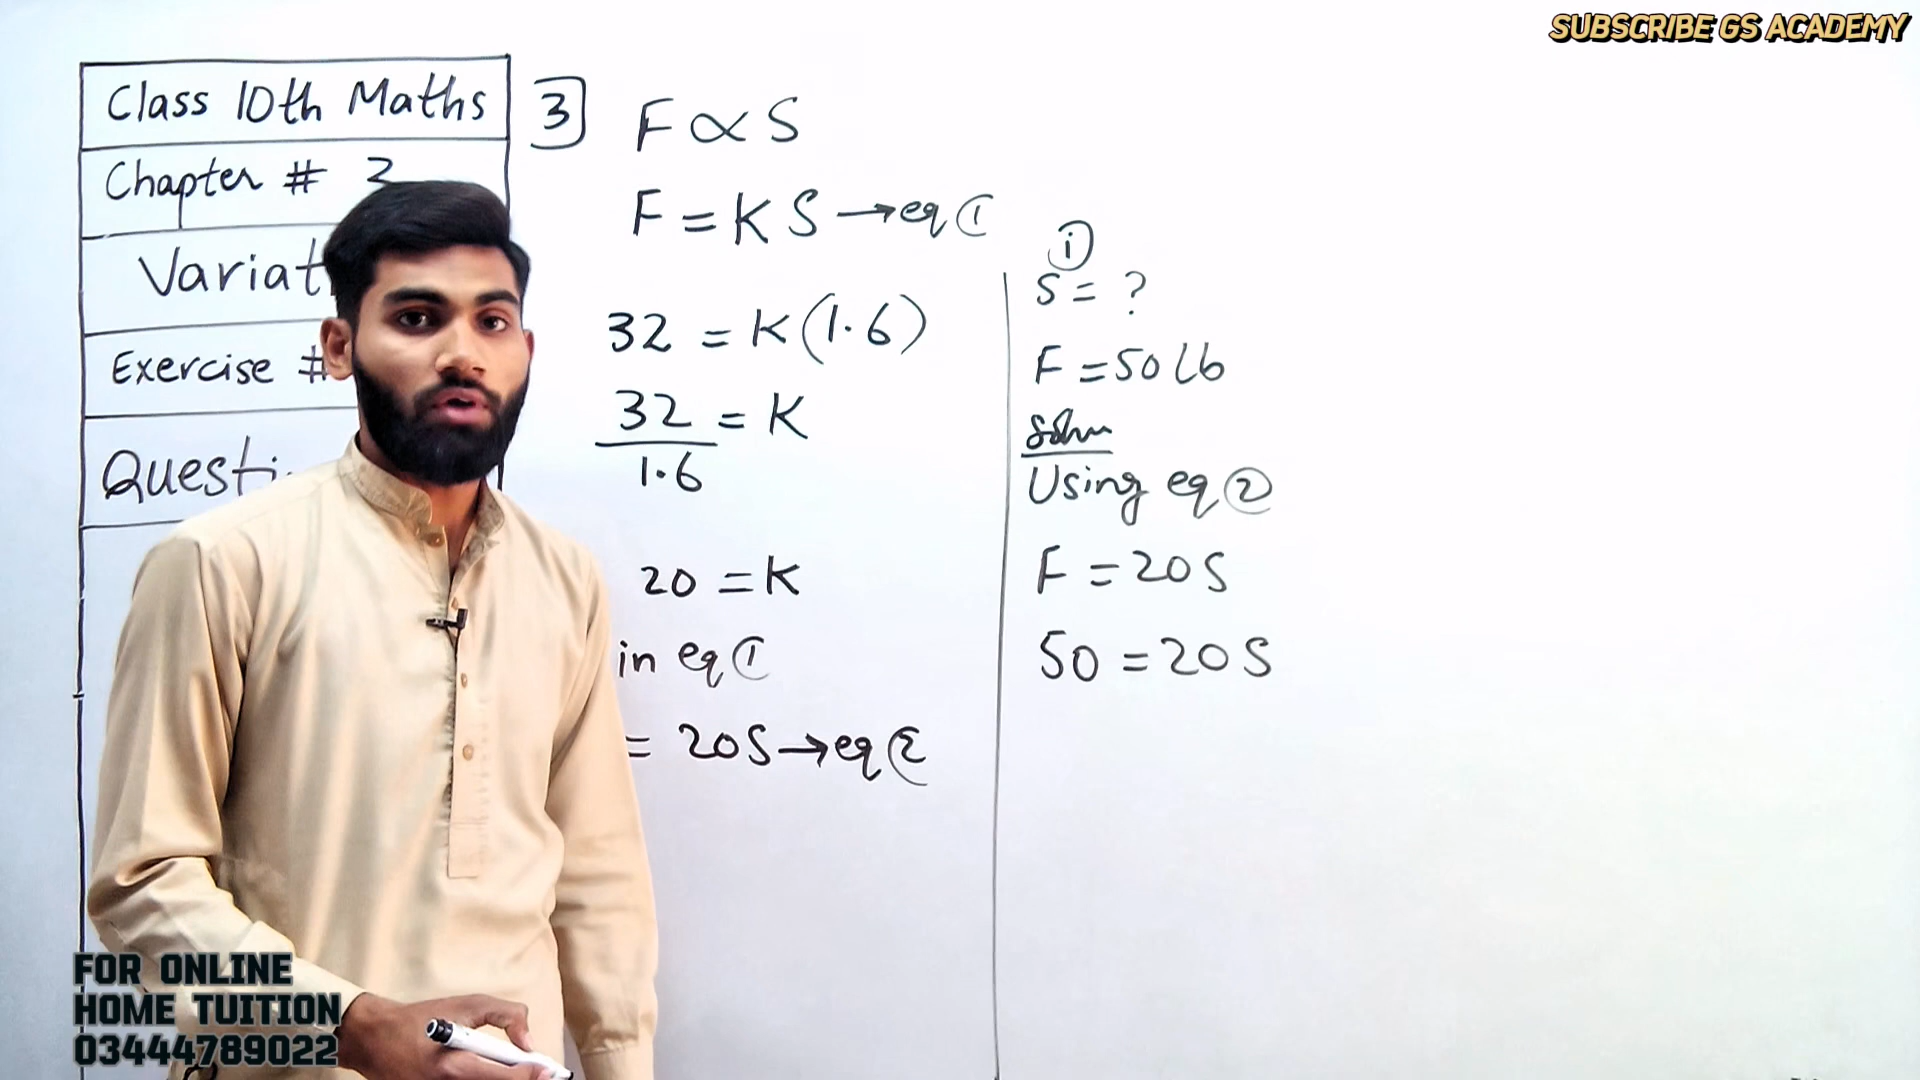 SUBSCRIBE GS ACADEMY
Class 10th Maths
Chapter #
Variat
Exercise #
Questi
3
F ∝ S
F = K S → eq ①
32 = K (1.6)
32 = K
1.6
20 = K
in eq ①
= 20S → eq ②
①
S = ?
F = 50 lb
Soln
Using eq ②
F = 20 S
50 = 20 S
FOR ONLINE
HOME TUITION
03444789022